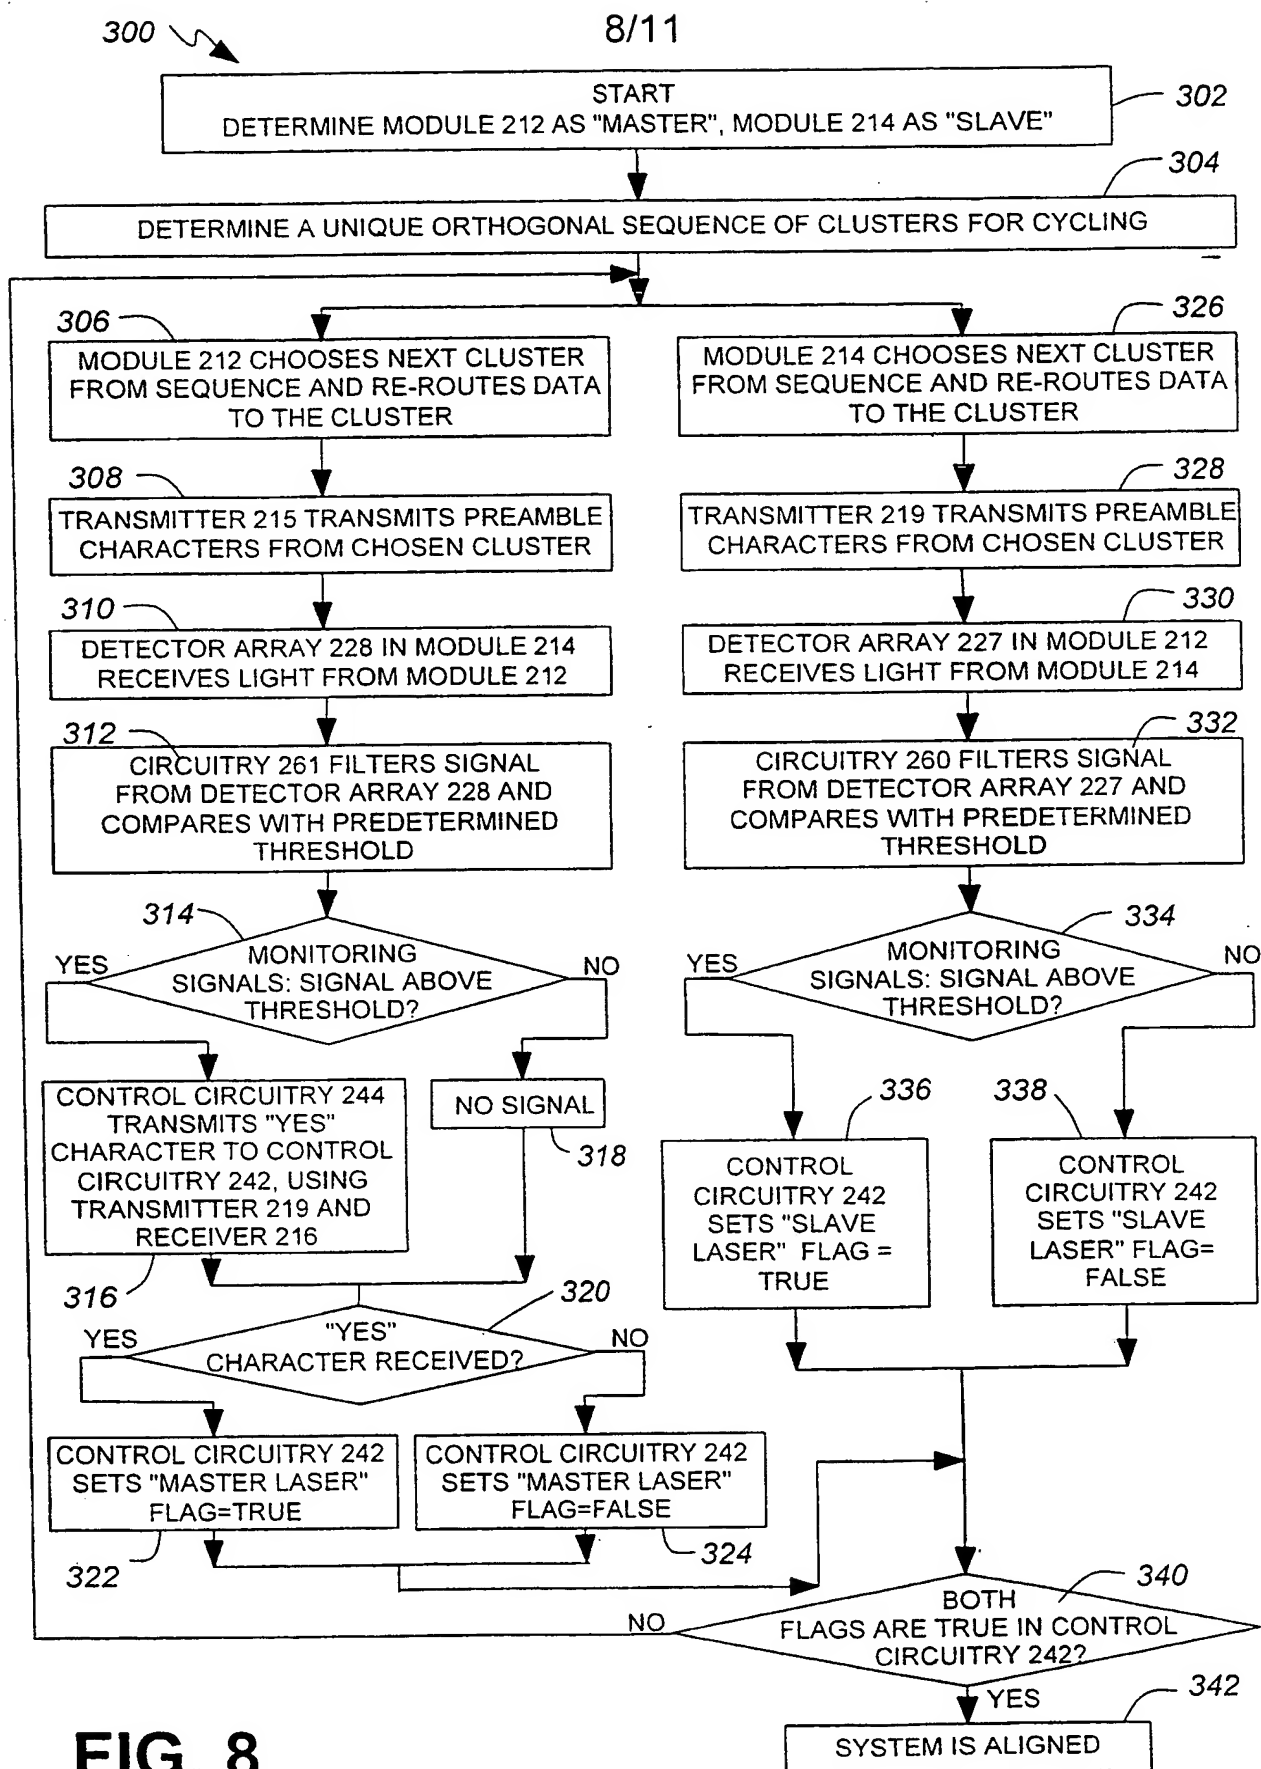 8/11
300
START
DETERMINE MODULE 212 AS "MASTER", MODULE 214 AS "SLAVE"
302
304
DETERMINE A UNIQUE ORTHOGONAL SEQUENCE OF CLUSTERS FOR CYCLING
306
MODULE 212 CHOOSES NEXT CLUSTER
FROM SEQUENCE AND RE-ROUTES DATA
TO THE CLUSTER
308
TRANSMITTER 215 TRANSMITS PREAMBLE
CHARACTERS FROM CHOSEN CLUSTER
310
DETECTOR ARRAY 228 IN MODULE 214
RECEIVES LIGHT FROM MODULE 212
312
CIRCUITRY 261 FILTERS SIGNAL
FROM DETECTOR ARRAY 228 AND
COMPARES WITH PREDETERMINED
THRESHOLD
314
MONITORING
SIGNALS: SIGNAL ABOVE
THRESHOLD?
YES
NO
CONTROL CIRCUITRY 244
TRANSMITS "YES"
CHARACTER TO CONTROL
CIRCUITRY 242, USING
TRANSMITTER 219 AND
RECEIVER 216
316
NO SIGNAL
318
320
"YES"
CHARACTER RECEIVED?
YES
NO
CONTROL CIRCUITRY 242
SETS "MASTER LASER"
FLAG=TRUE
322
CONTROL CIRCUITRY 242
SETS "MASTER LASER"
FLAG=FALSE
324
326
MODULE 214 CHOOSES NEXT CLUSTER
FROM SEQUENCE AND RE-ROUTES DATA
TO THE CLUSTER
328
TRANSMITTER 219 TRANSMITS PREAMBLE
CHARACTERS FROM CHOSEN CLUSTER
330
DETECTOR ARRAY 227 IN MODULE 212
RECEIVES LIGHT FROM MODULE 214
332
CIRCUITRY 260 FILTERS SIGNAL
FROM DETECTOR ARRAY 227 AND
COMPARES WITH PREDETERMINED
THRESHOLD
334
MONITORING
SIGNALS: SIGNAL ABOVE
THRESHOLD?
YES
NO
336
CONTROL
CIRCUITRY 242
SETS "SLAVE
LASER" FLAG =
TRUE
338
CONTROL
CIRCUITRY 242
SETS "SLAVE
LASER" FLAG=
FALSE
340
BOTH
FLAGS ARE TRUE IN CONTROL
CIRCUITRY 242?
NO
YES
342
SYSTEM IS ALIGNED
FIG. 8